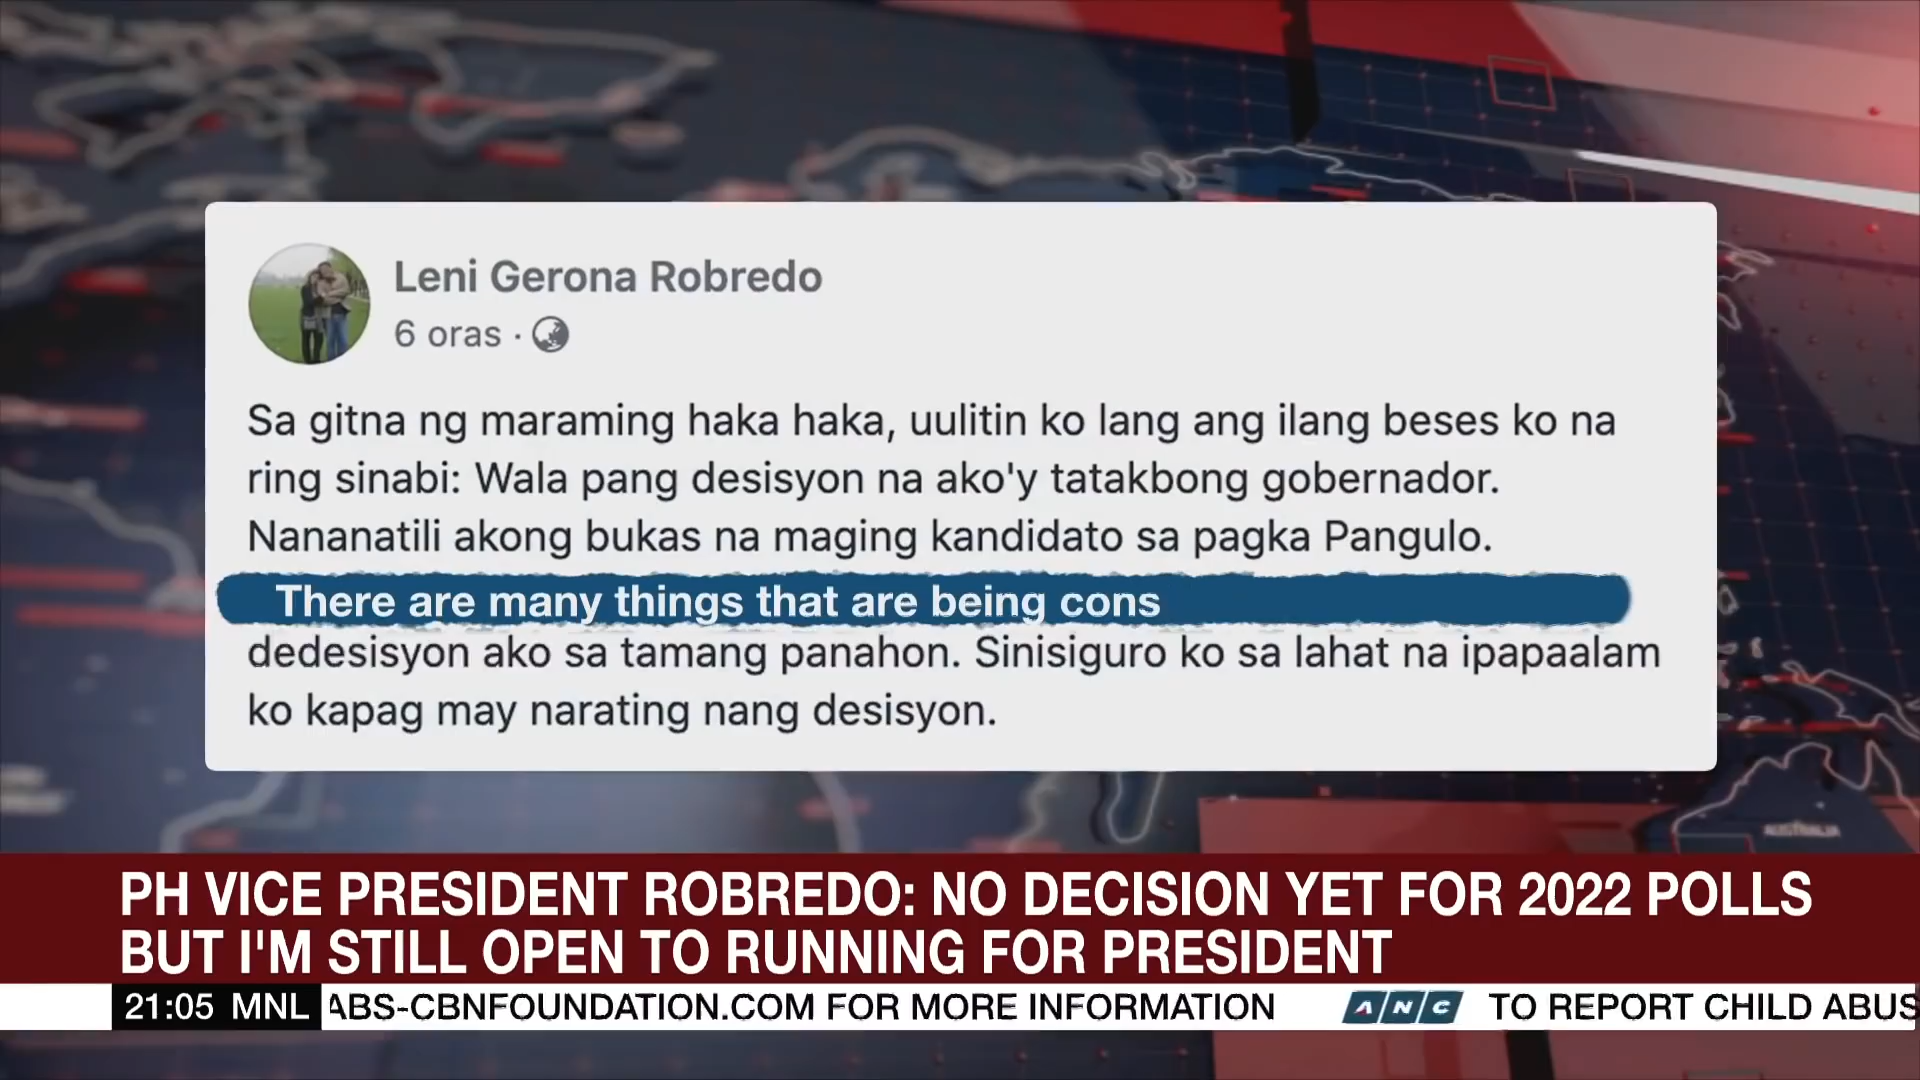 Leni Gerona Robredo
6 oras ·
Sa gitna ng maraming haka haka, uulitin ko lang ang ilang beses ko na
ring sinabi: Wala pang desisyon na ako'y tatakbong gobernador.
Nananatili akong bukas na maging kandidato sa pagka Pangulo.
There are many things that are being cons
dedesisyon ako sa tamang panahon. Sinisiguro ko sa lahat na ipapaalam
ko kapag may narating nang desisyon.
AUSTRALIA
PH VICE PRESIDENT ROBREDO: NO DECISION YET FOR 2022 POLLS
BUT I'M STILL OPEN TO RUNNING FOR PRESIDENT
21:05 MNL ABS-CBNFOUNDATION.COM FOR MORE INFORMATION ANC TO REPORT CHILD ABUS